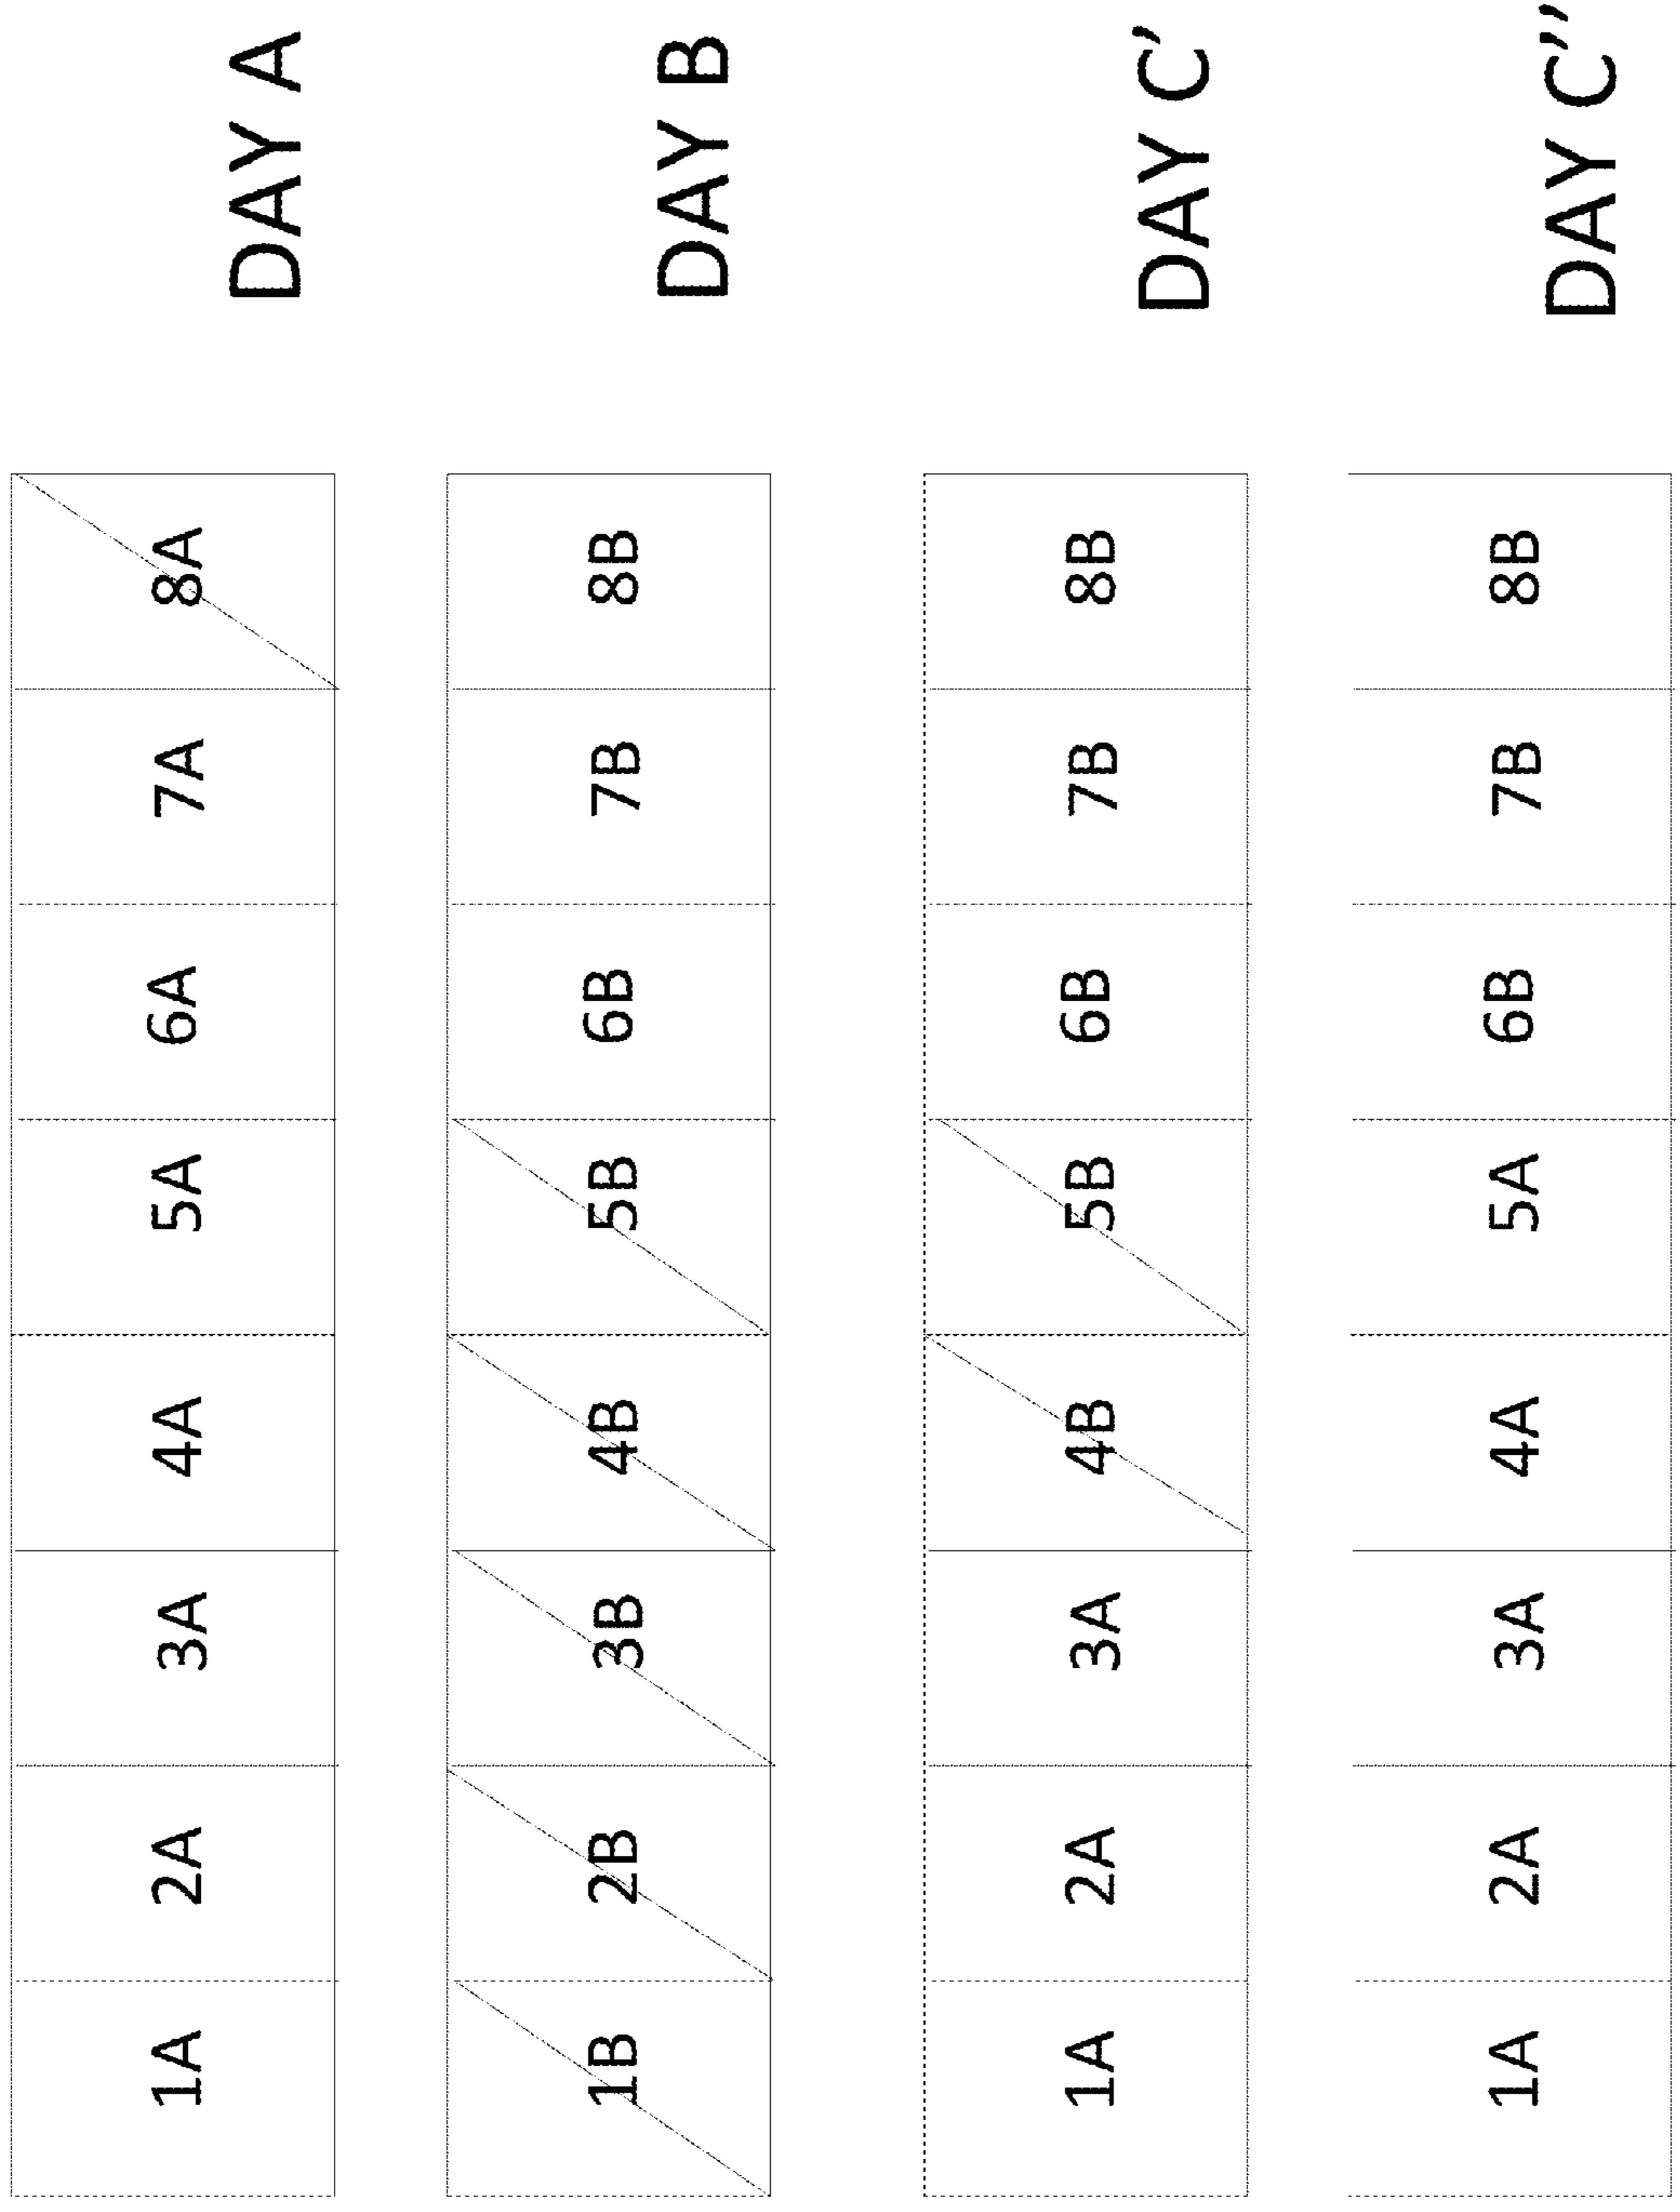 1A 2A 3A 4A 5A 6A 7A 8A DAY A
1B 2B 3B 4B 5B 6B 7B 8B DAY B
1A 2A 3A 4B 5B 6B 7B 8B DAY C’
1A 2A 3A 4A 5A 6B 7B 8B DAY C’’